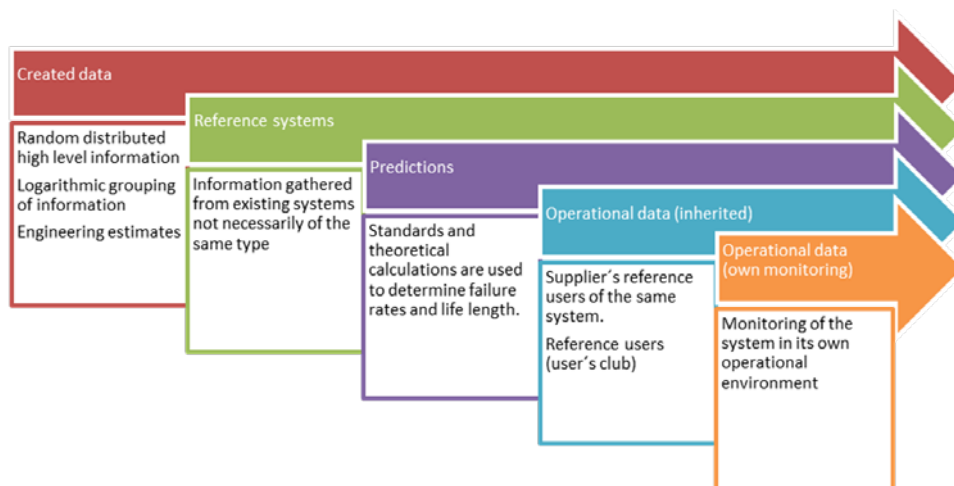 Created data
Random distributed
high level information
Logarithmic grouping
of information
Engineering estimates
Reference systems
Information gathered
from existing systems
not necessarily of the
same type
Predictions
Standards and
theoretical
calculations are used
to determine failure
rates and life length.
Operational data (inherited)
Supplier´s reference
users of the same
system.
Reference users
(user´s club)
Operational data
(own monitoring)
Monitoring of the
system in its own
operational
environment